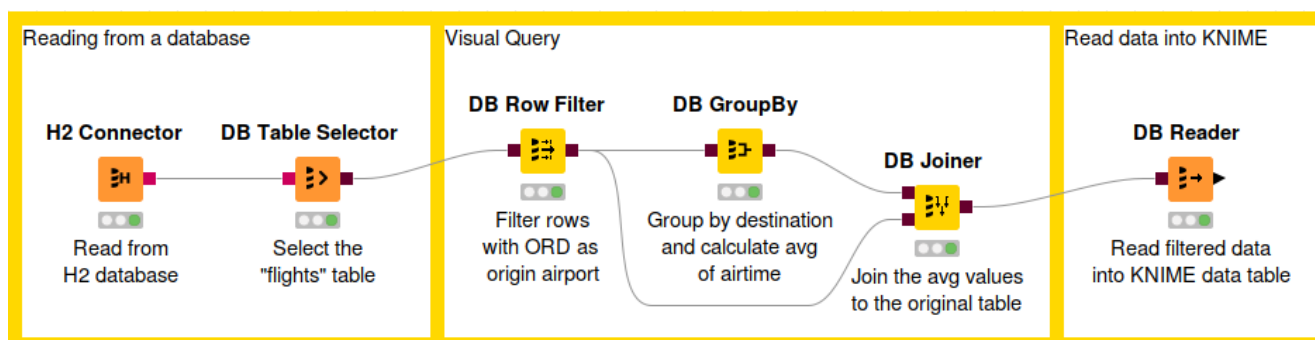 Reading from a database
Visual Query
Read data into KNIME
H2 Connector
DB Table Selector
DB Row Filter
DB GroupBy
DB Joiner
DB Reader
H
Read from
H2 database
Select the
"flights" table
Filter rows
with ORD as
origin airport
Group by destination
and calculate avg
of airtime
Join the avg values
to the original table
Read filtered data
into KNIME data table